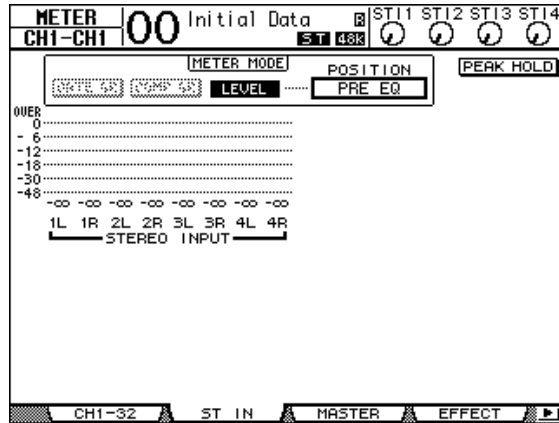 METER
CH1-CH1
00
Initial Data
R
ST 48k
STI1 STI2 STI3 STI4
METER MODE
GATE GR COMP GR LEVEL
POSITION
PRE EQ
PEAK HOLD
OVER
0
- 6
-12
-18
-30
-48
-∞ -∞ -∞ -∞ -∞ -∞ -∞ -∞
1L 1R 2L 2R 3L 3R 4L 4R
STEREO INPUT
CH1-32 ST IN MASTER EFFECT